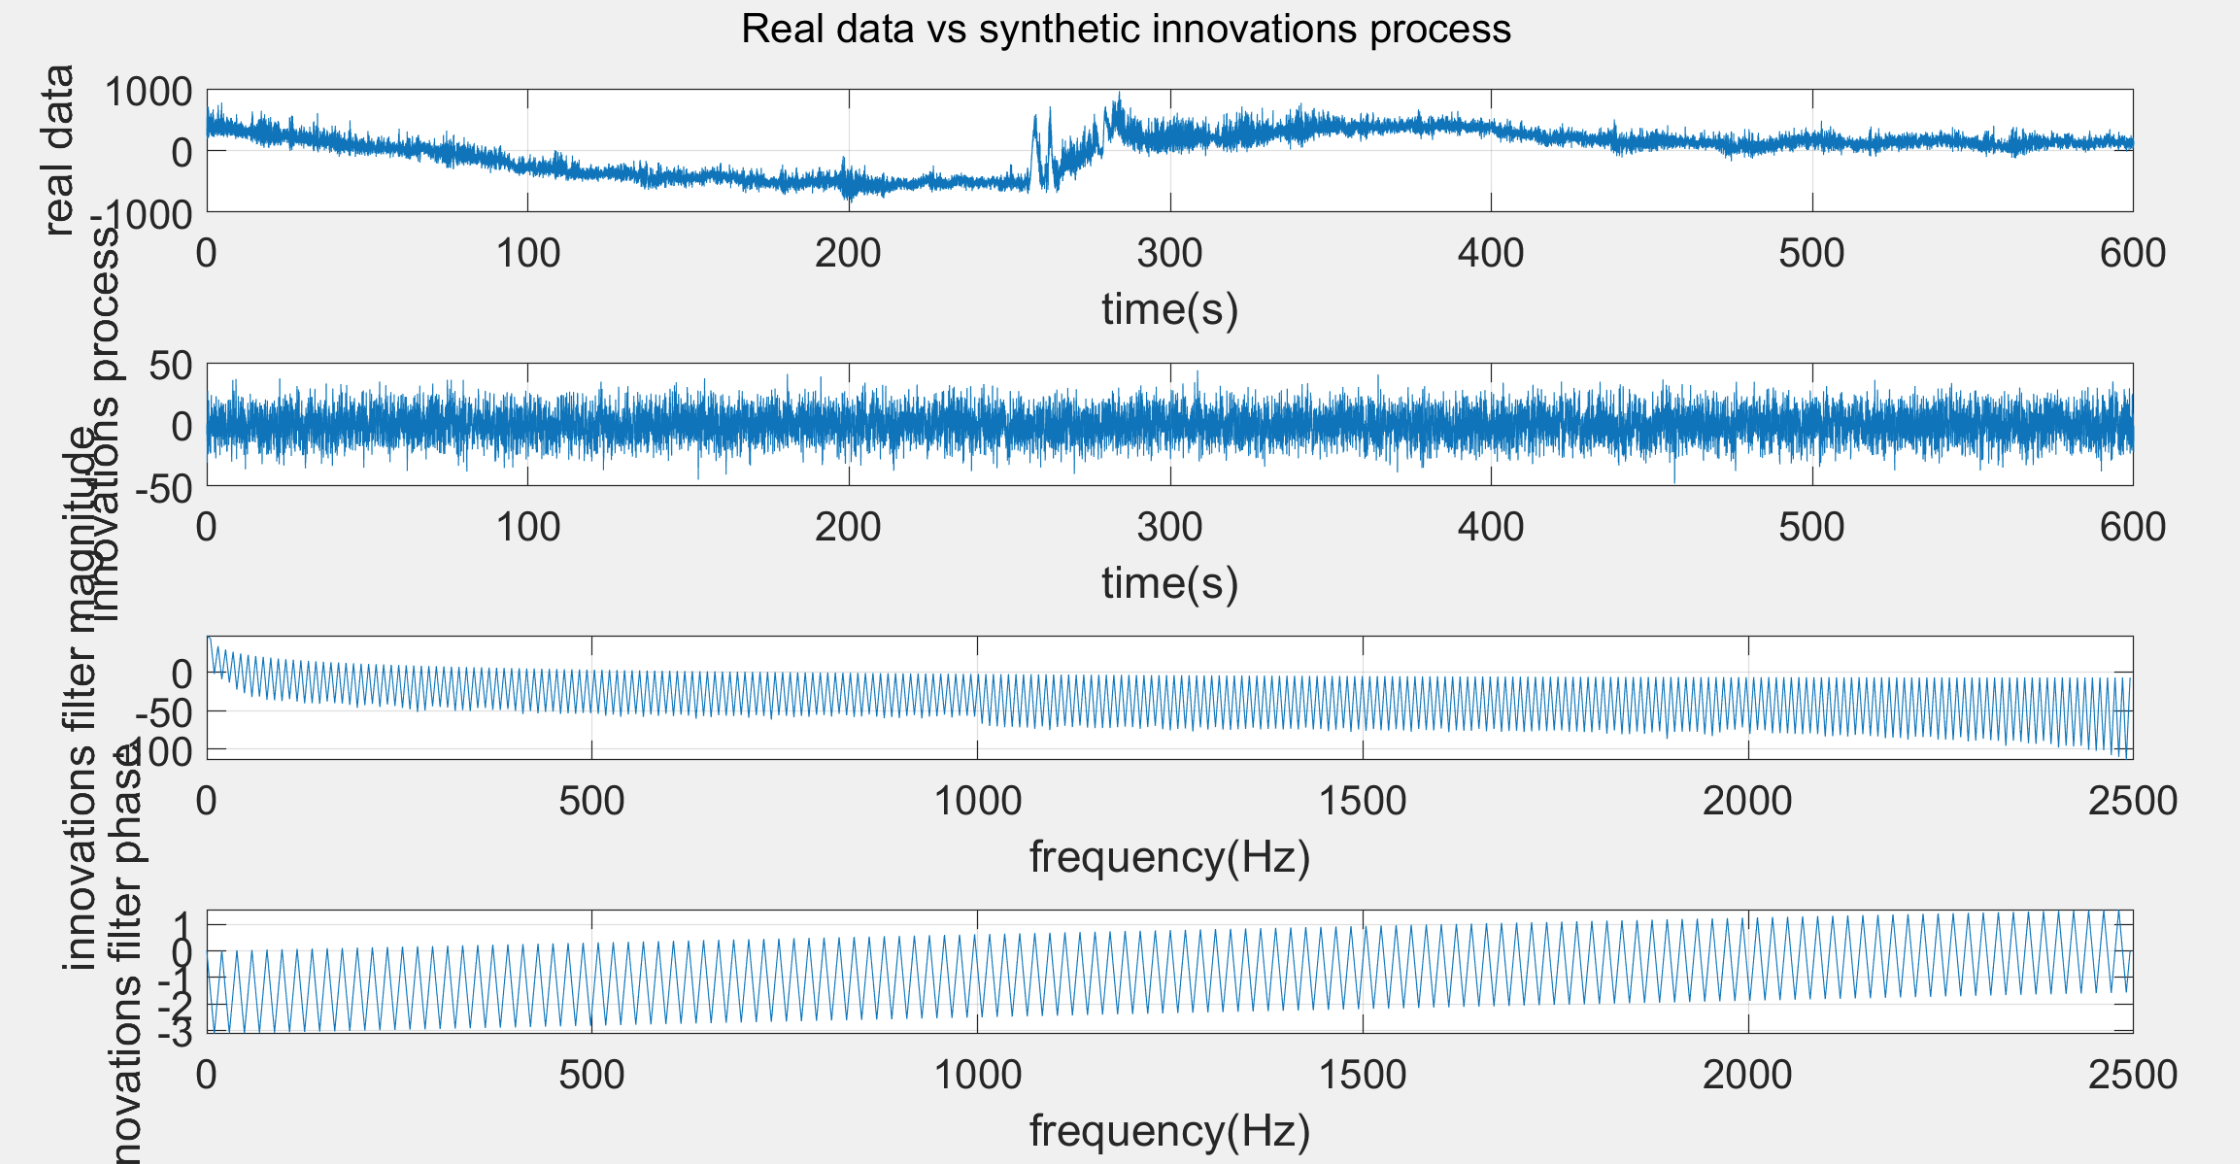 Real data vs synthetic innovations process
real data
1000
0
-1000
0 100 200 300 400 500 600
time(s)
innovations process
50
0
-50
0 100 200 300 400 500 600
time(s)
innovations filter magnitude
0
-50
-100
0 500 1000 1500 2000 2500
frequency(Hz)
novations filter phase
1
0
-1
-2
-3
0 500 1000 1500 2000 2500
frequency(Hz)